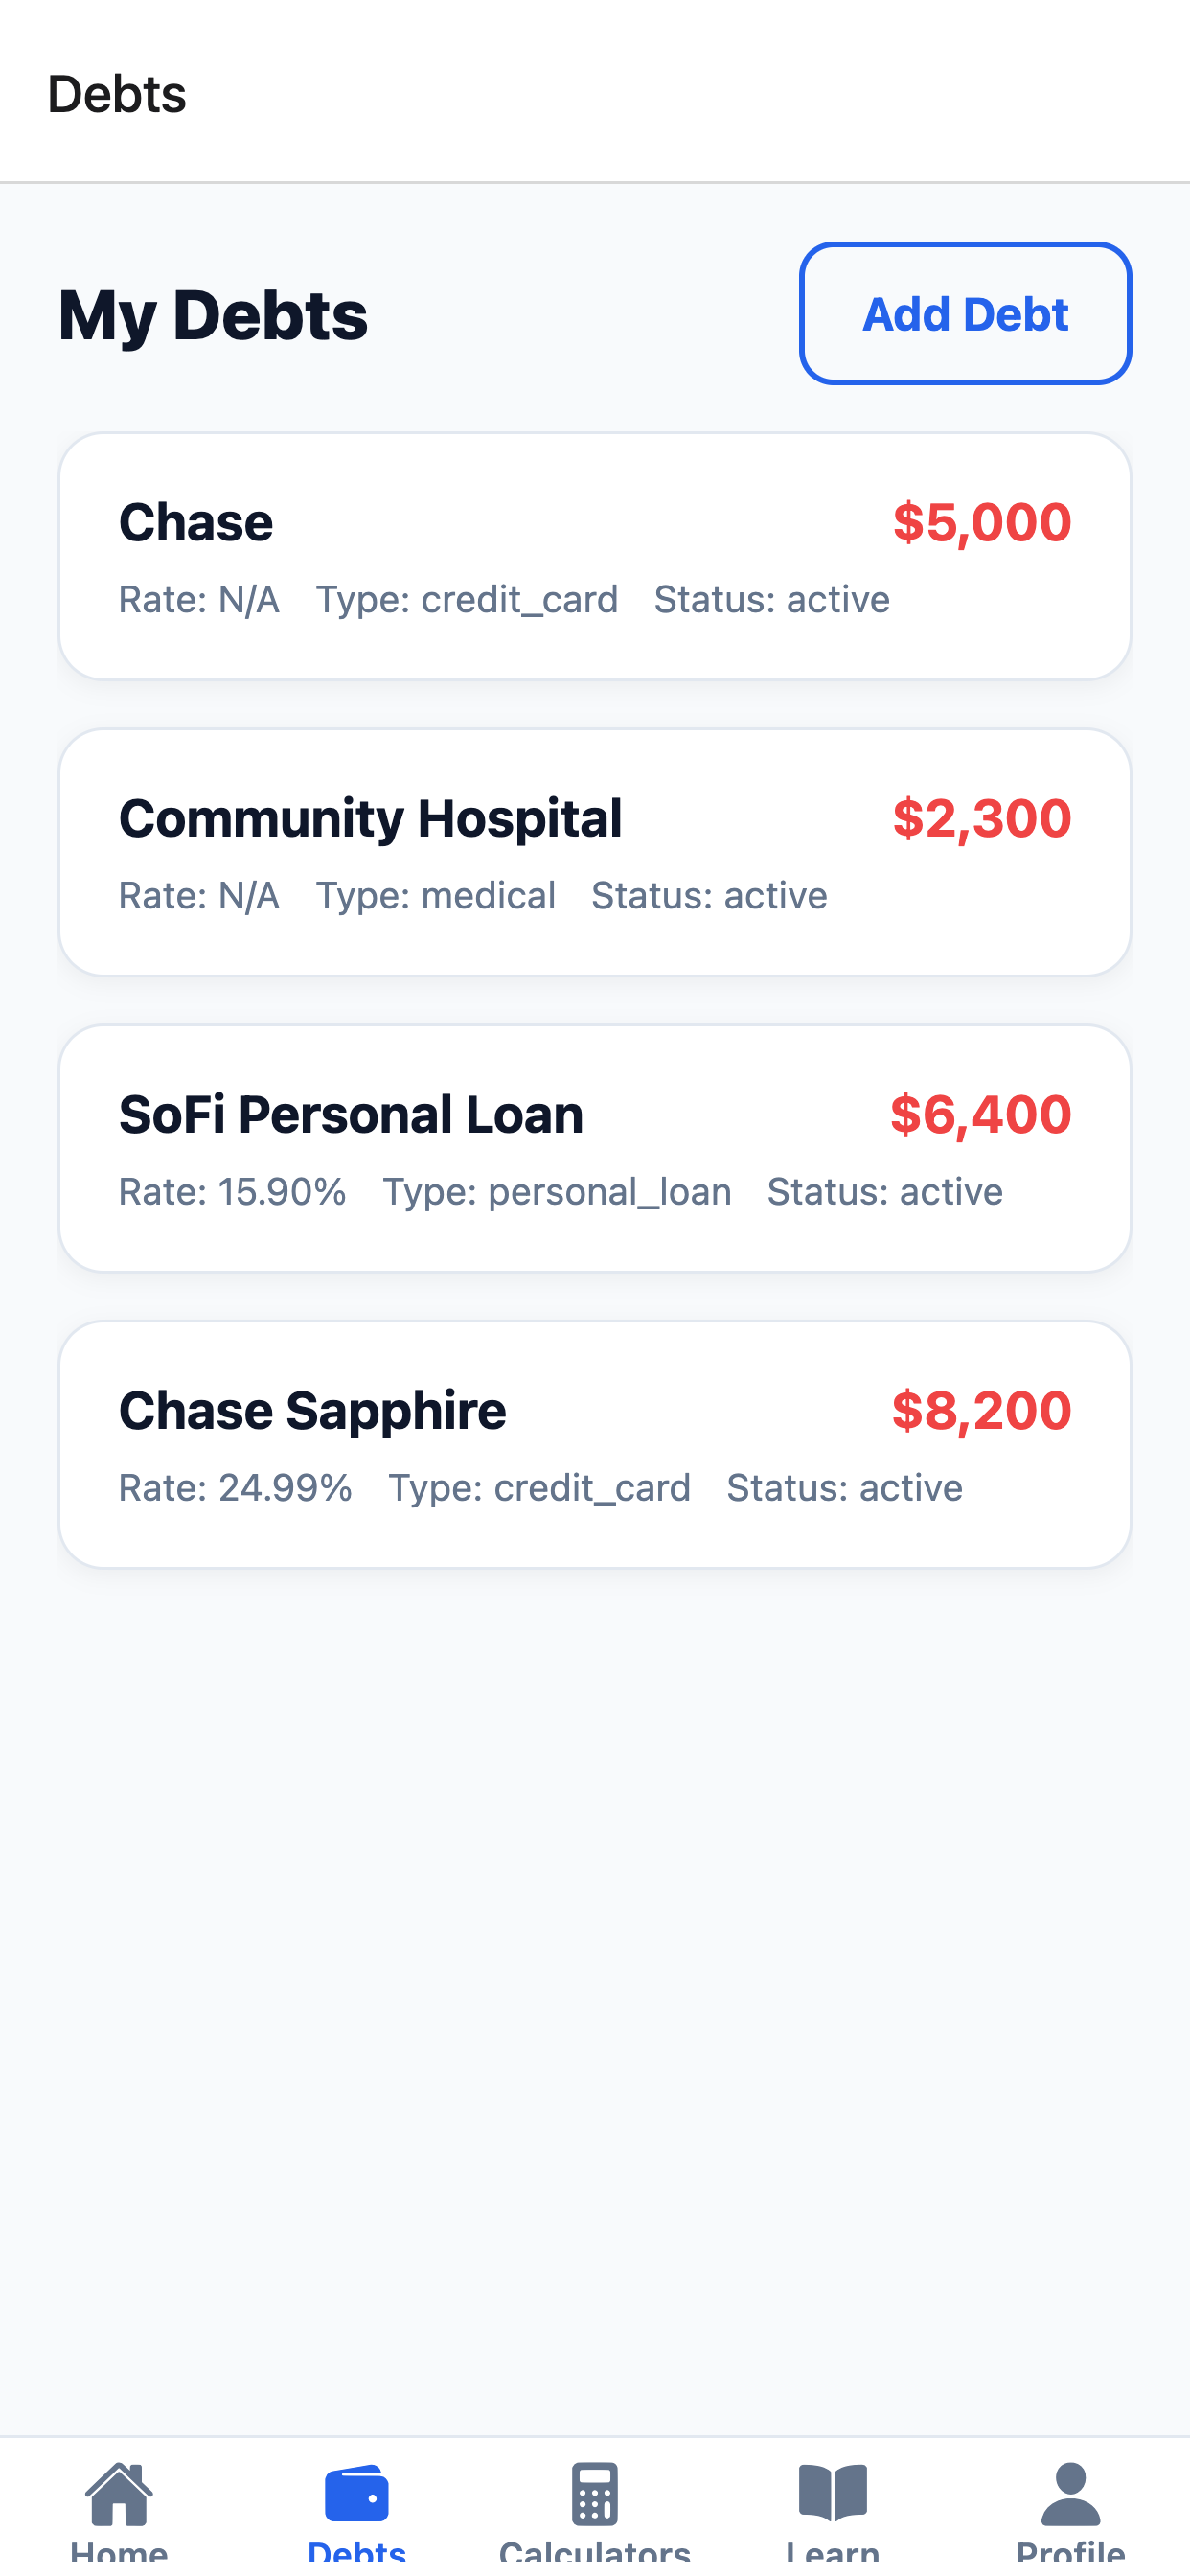 Debts
My Debts
Add Debt
Chase
$5,000
Rate: N/A Type: credit_card Status: active
Community Hospital
$2,300
Rate: N/A Type: medical Status: active
SoFi Personal Loan
$6,400
Rate: 15.90% Type: personal_loan Status: active
Chase Sapphire
$8,200
Rate: 24.99% Type: credit_card Status: active
Home Debts Calculators Learn Profile